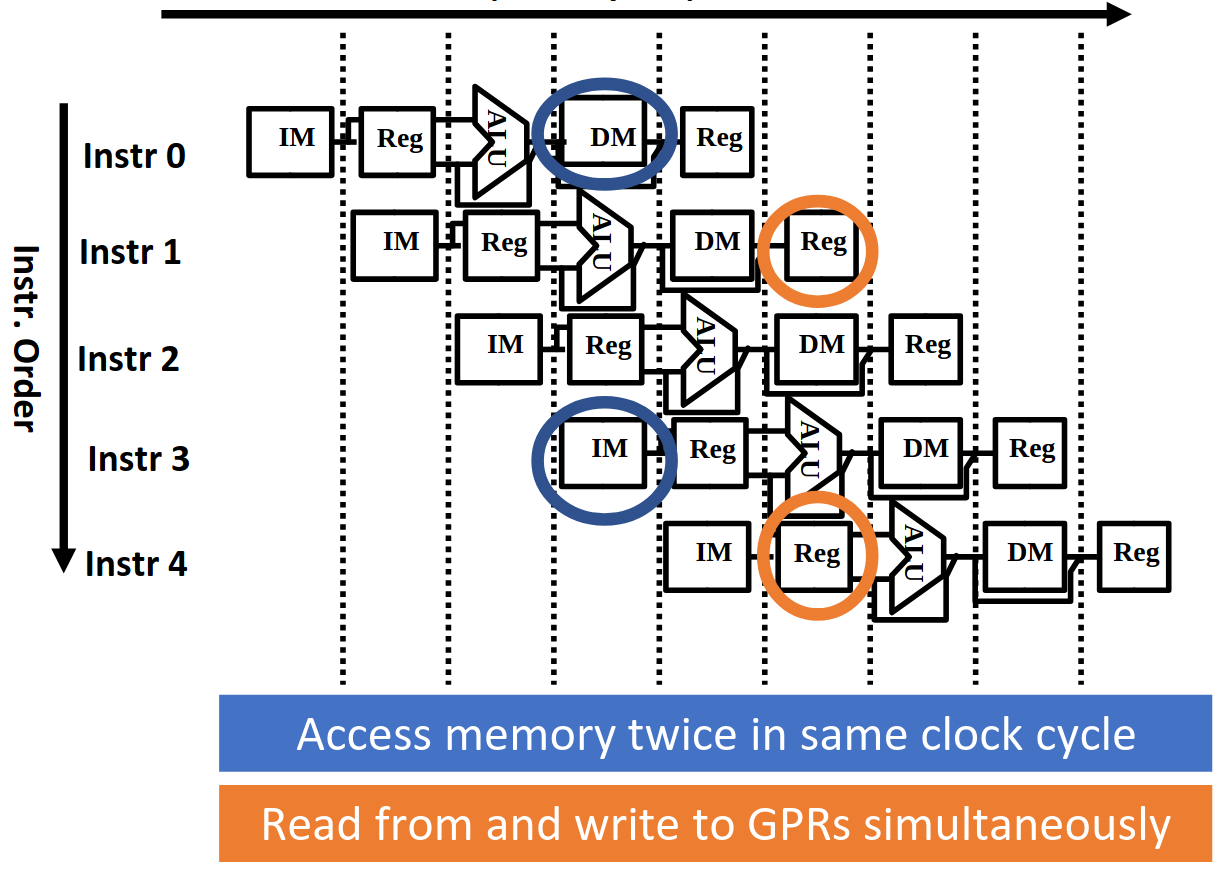 IM Reg ALU DM Reg
Instr 0
IM Reg ALU DM Reg
Instr 1
IM Reg ALU DM Reg
Instr 2
IM Reg ALU DM Reg
Instr 3
IM Reg ALU DM Reg
Instr 4
Instr. Order
Access memory twice in same clock cycle
Read from and write to GPRs simultaneously